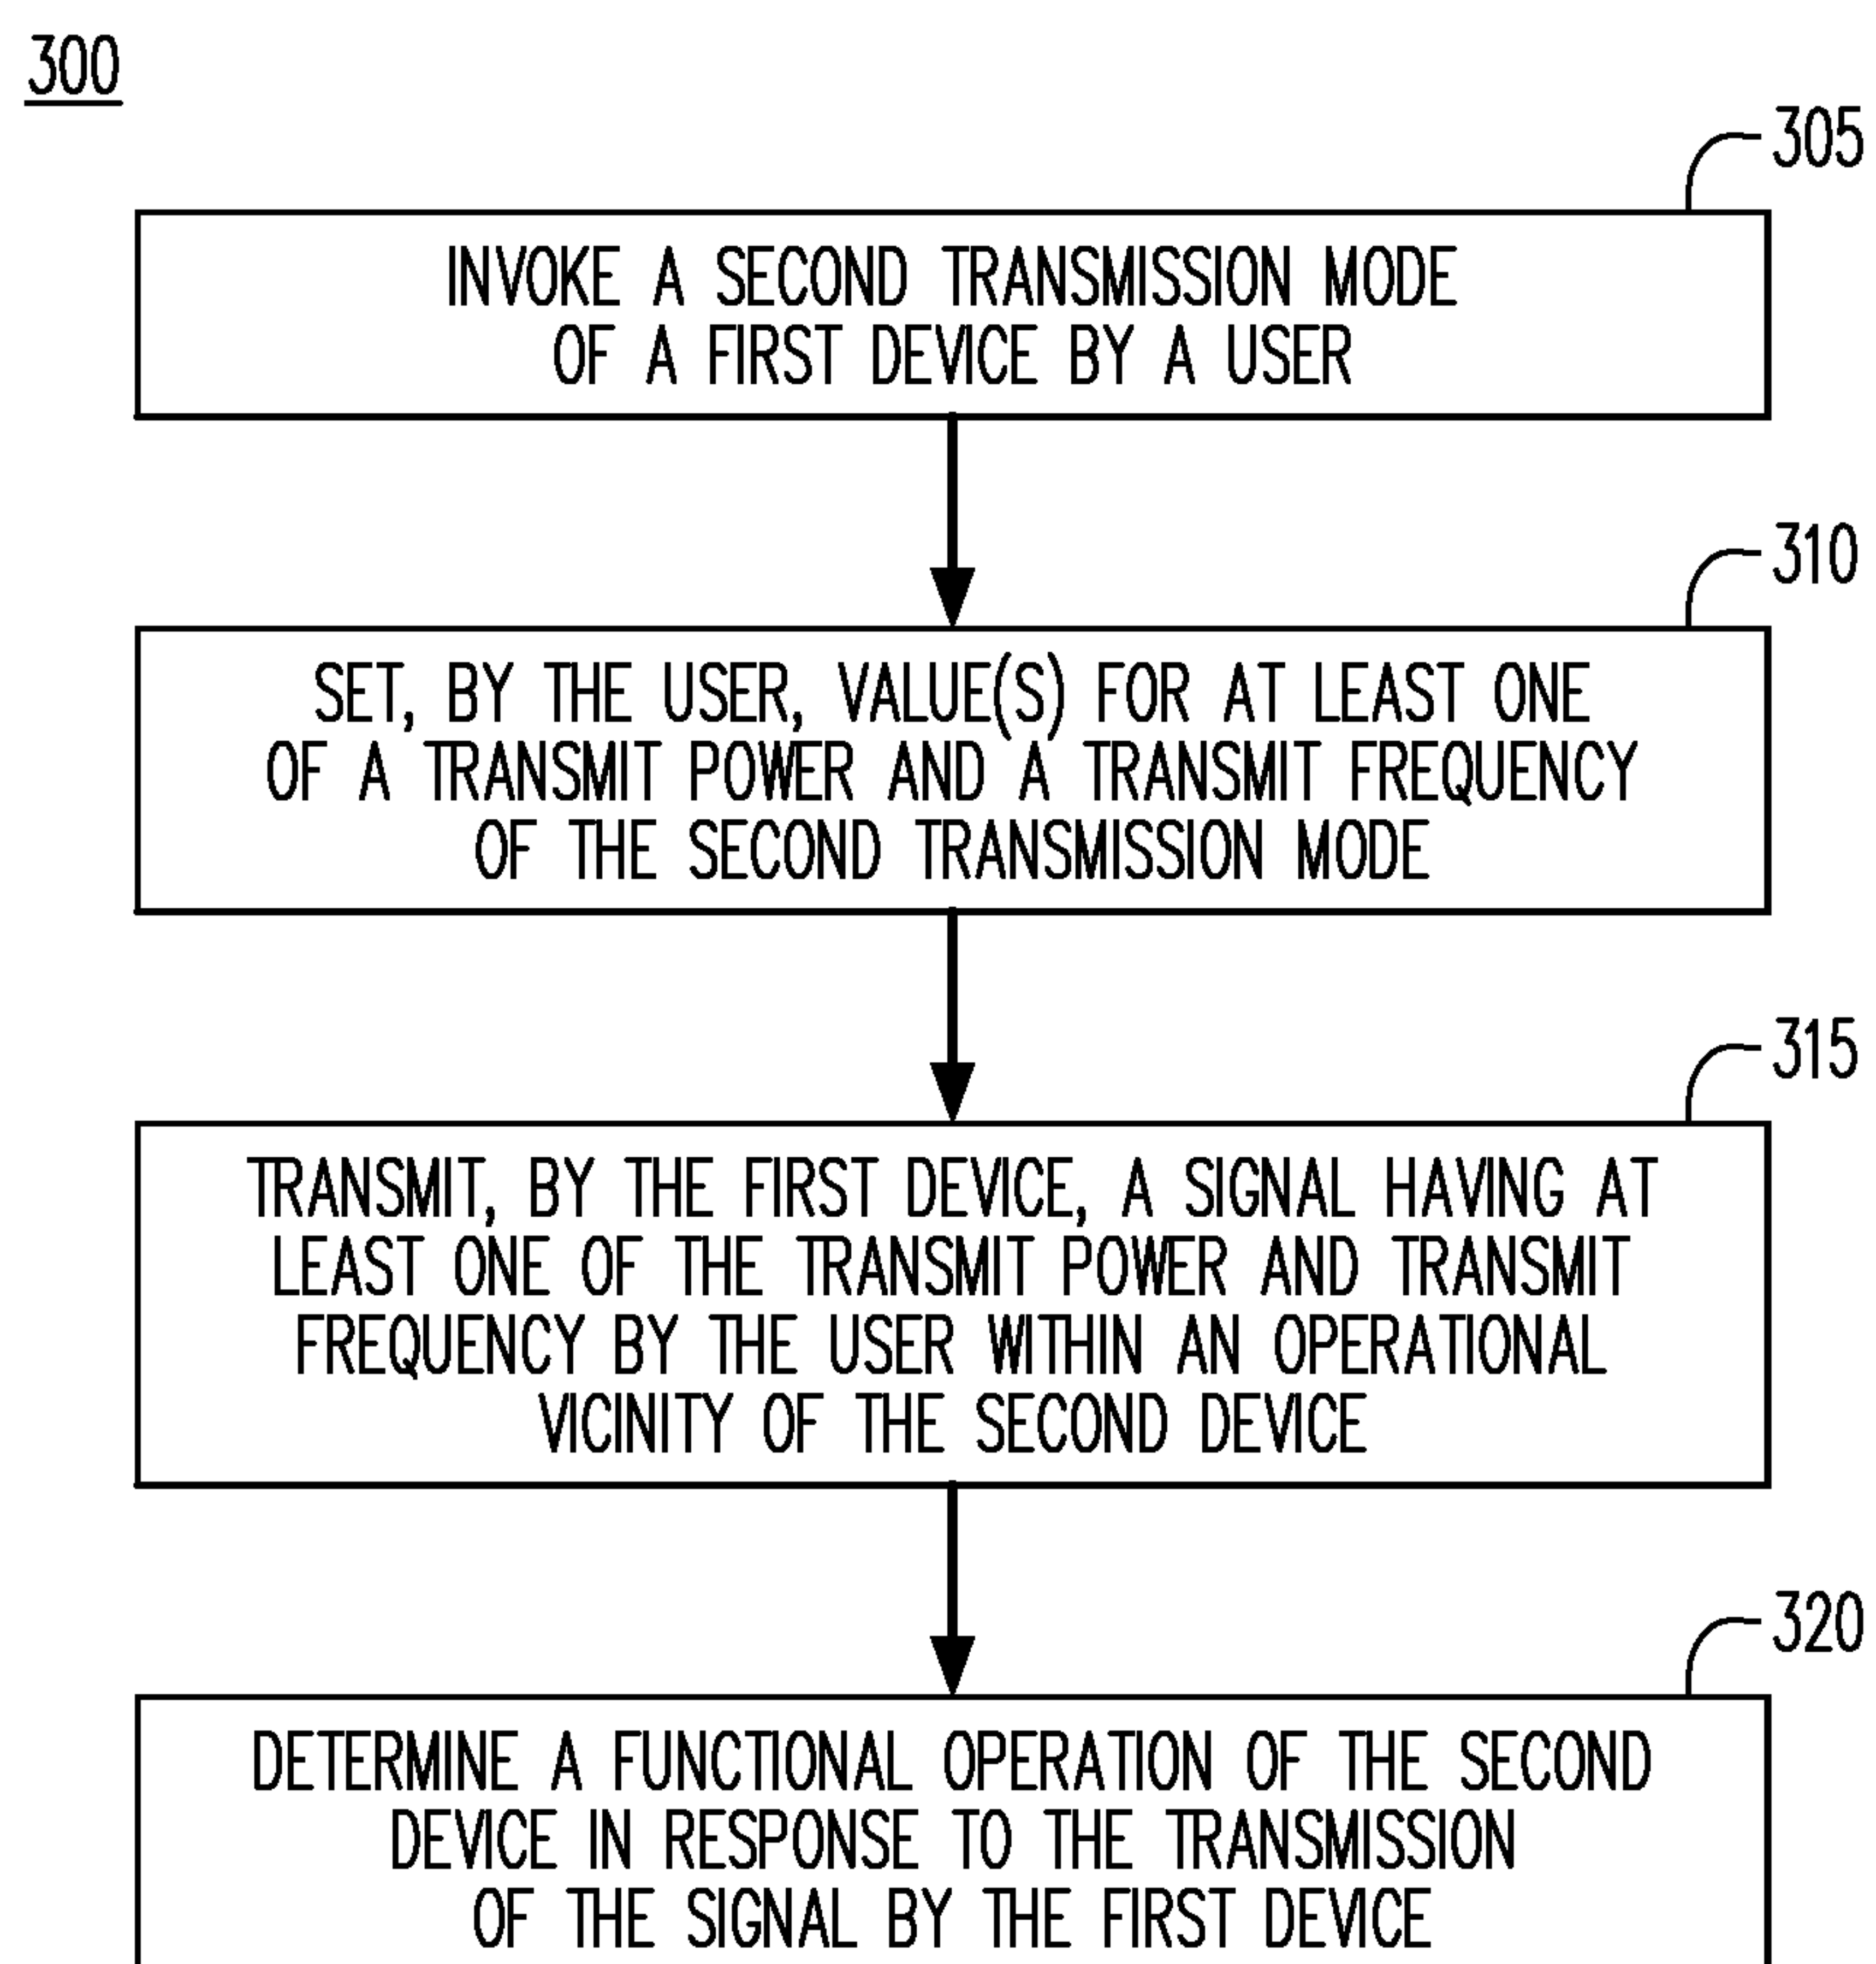 300
305
INVOKE A SECOND TRANSMISSION MODE
OF A FIRST DEVICE BY A USER
310
SET, BY THE USER, VALUE(S) FOR AT LEAST ONE
OF A TRANSMIT POWER AND A TRANSMIT FREQUENCY
OF THE SECOND TRANSMISSION MODE
315
TRANSMIT, BY THE FIRST DEVICE, A SIGNAL HAVING AT
LEAST ONE OF THE TRANSMIT POWER AND TRANSMIT
FREQUENCY BY THE USER WITHIN AN OPERATIONAL
VICINITY OF THE SECOND DEVICE
320
DETERMINE A FUNCTIONAL OPERATION OF THE SECOND
DEVICE IN RESPONSE TO THE TRANSMISSION
OF THE SIGNAL BY THE FIRST DEVICE